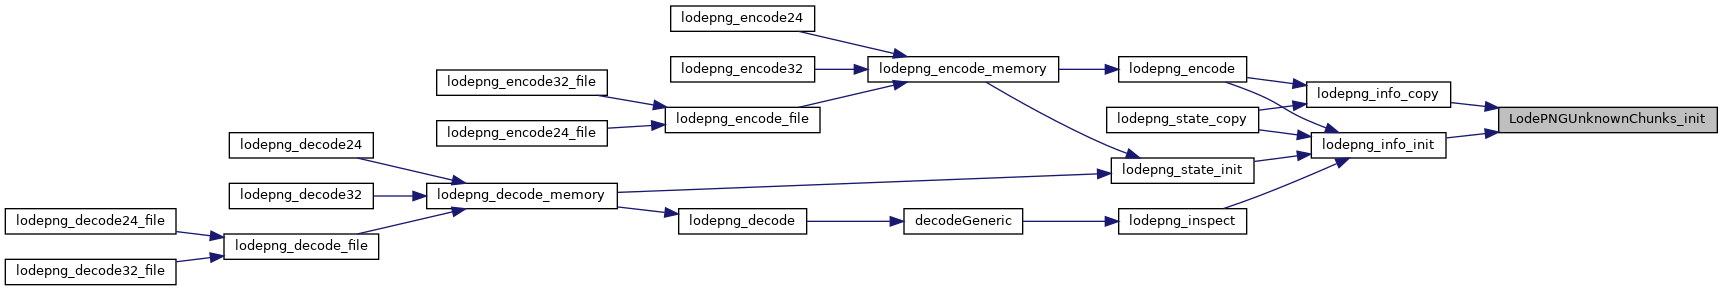 lodepng_encode24
lodepng_encode32
lodepng_encode_memory
lodepng_encode
lodepng_encode32_file
lodepng_info_copy
lodepng_encode_file
lodepng_state_copy
LodePNGUnknownChunks_init
lodepng_encode24_file
lodepng_decode24
lodepng_info_init
lodepng_state_init
lodepng_decode32
lodepng_decode_memory
lodepng_decode24_file
lodepng_decode
decodeGeneric
lodepng_inspect
lodepng_decode_file
lodepng_decode32_file